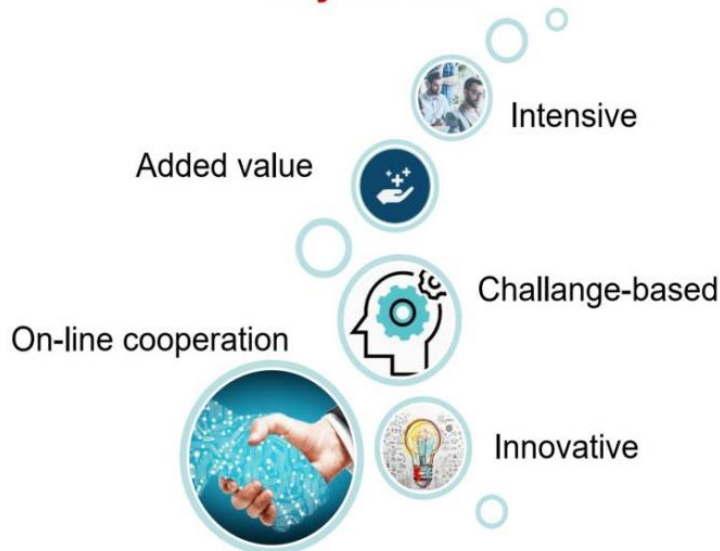 Intensive
Added value
Challange-based
On-line cooperation
Innovative